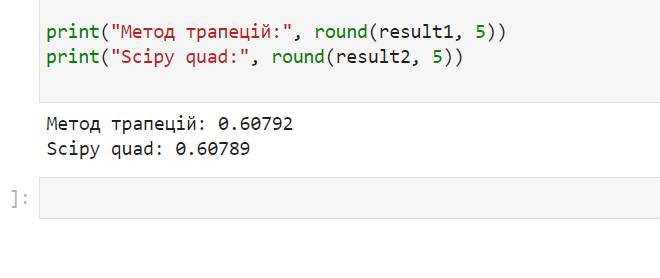 print("Метод трапецій:", round(result1, 5))
print("Scipy quad:", round(result2, 5))
Метод трапецій: 0.60792
Scipy quad: 0.60789
]: